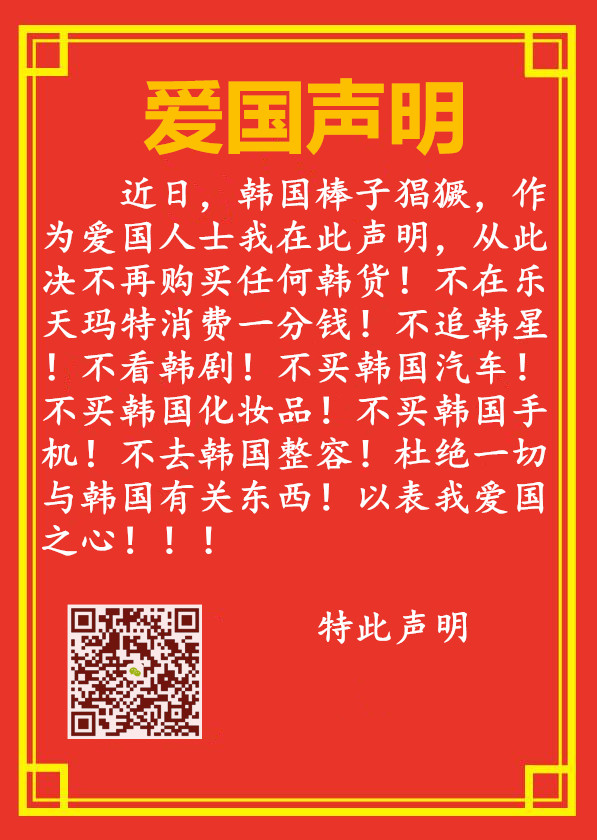 爱国声明
近日，韩国棒子猖獗，作
为爱国人士我在此声明，从此
决不再购买任何韩货！不在乐
天玛特消费一分钱！不追韩星
！不看韩剧！不买韩国汽车！
不买韩国化妆品！不买韩国手
机！不去韩国整容！杜绝一切
与韩国有关东西！以表我爱国
之心！！！
特此声明